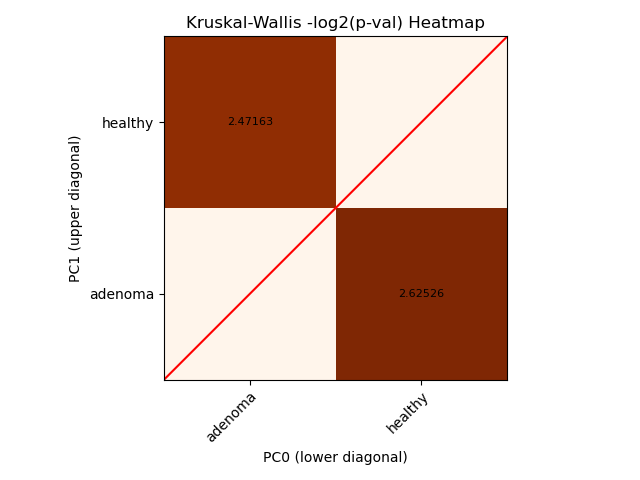 Kruskal-Wallis -log2(p-val) Heatmap
PC1 (upper diagonal)
healthy
2.47163
adenoma
2.62526
adenoma
healthy
PC0 (lower diagonal)